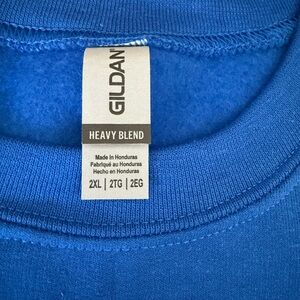 GILDAN
HEAVY BLEND
Made in Honduras
Fabriqué au Honduras
Hecho en Honduras
2XL | 2TG | 2EG